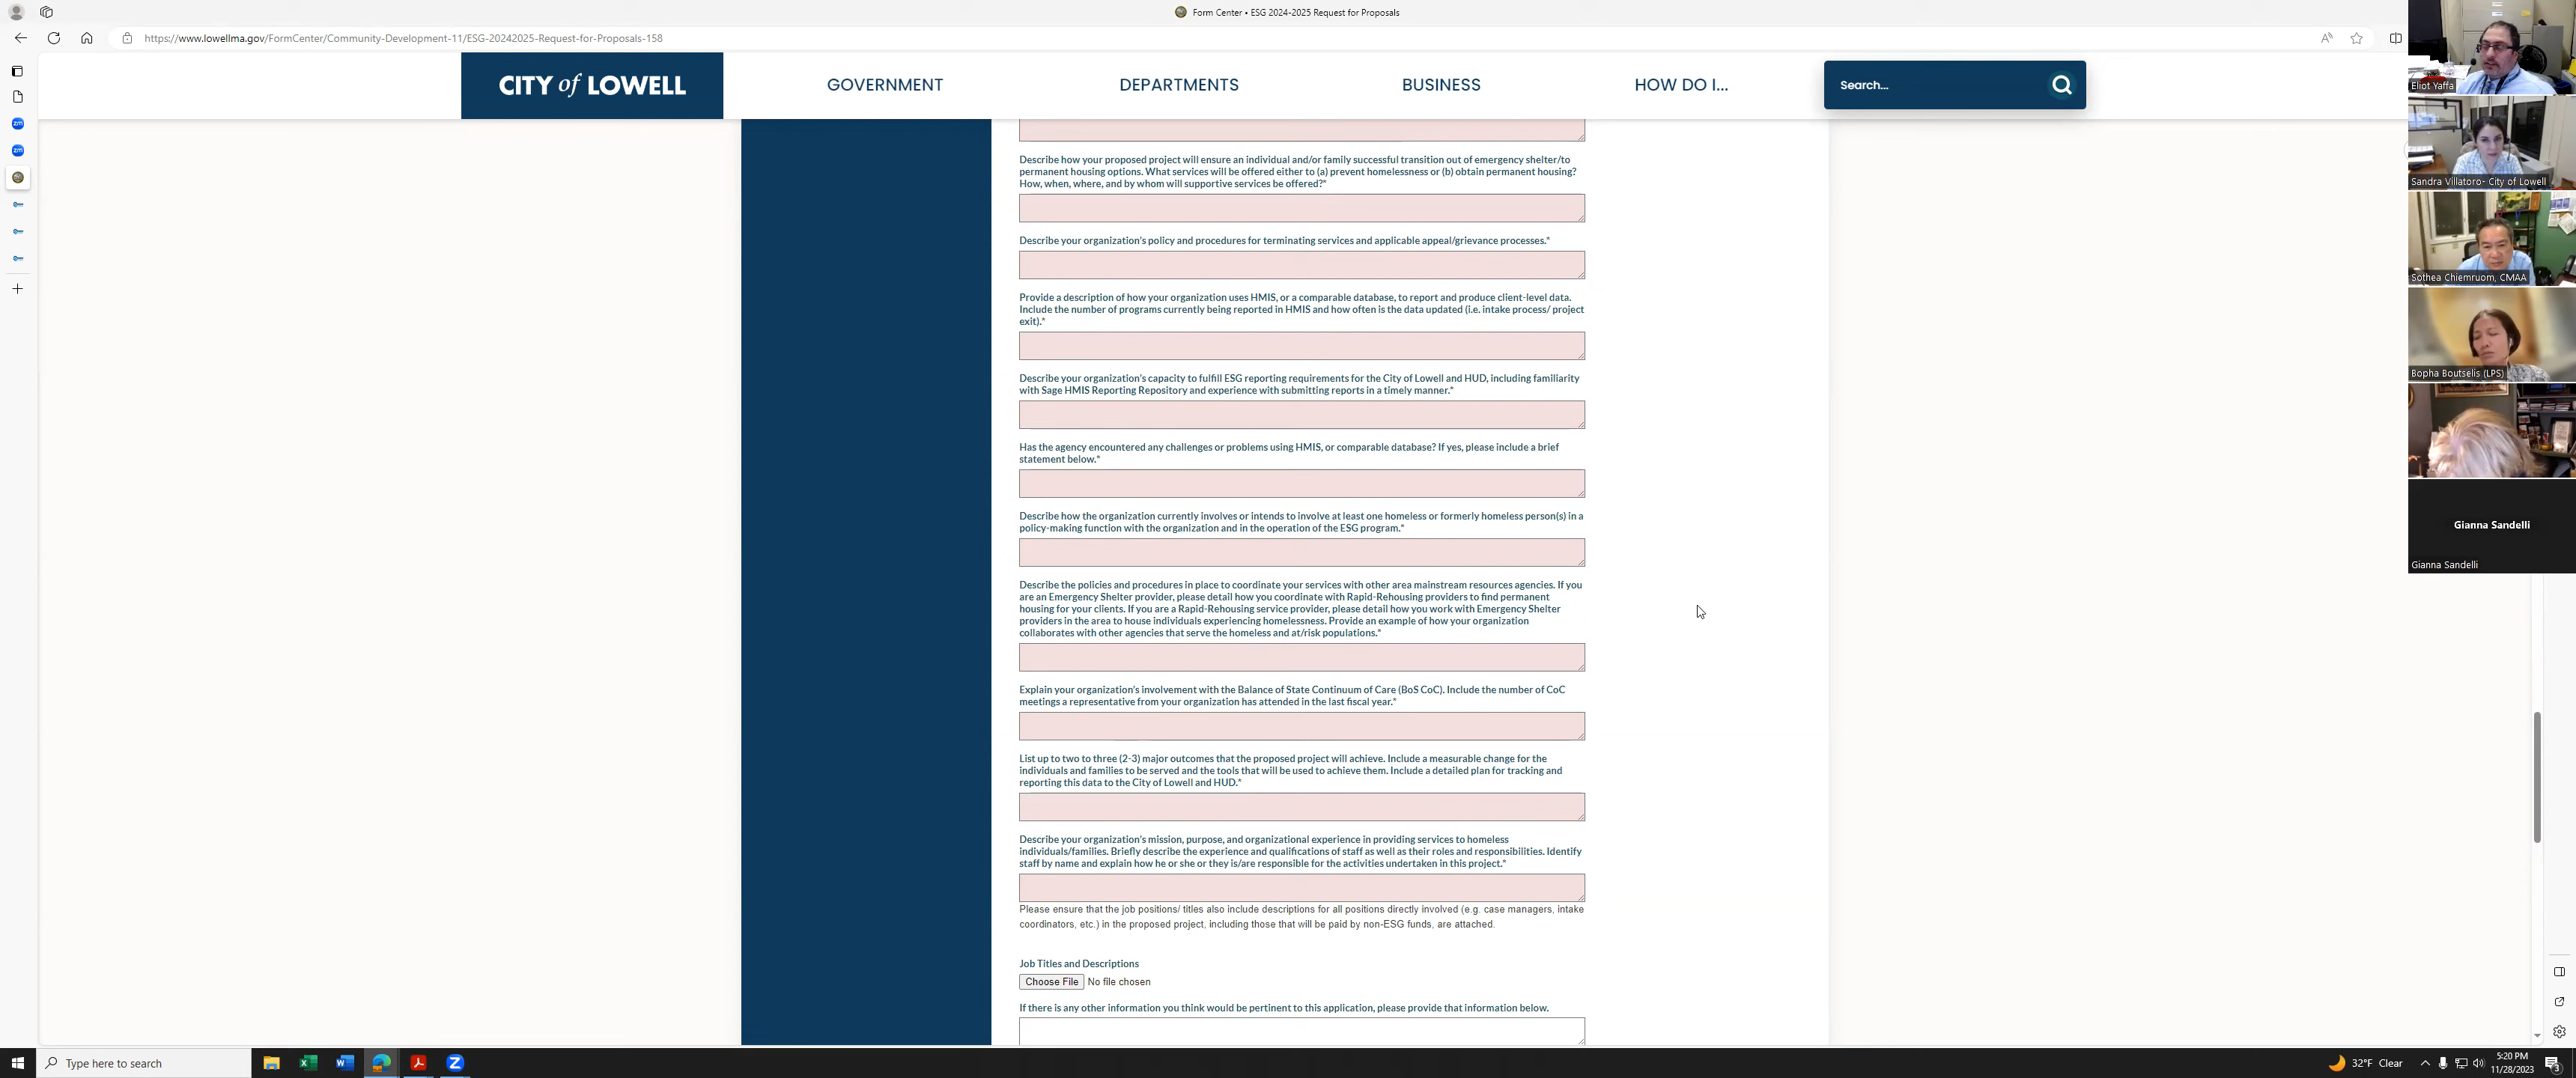 Form Center • ESG 2024-2025 Request for Proposals
https://www.lowellma.gov/FormCenter/Community-Development-11/ESG-20242025-Request-for-Proposals-158
CITY of LOWELL
GOVERNMENT
DEPARTMENTS
BUSINESS
HOW DO I...
Search...
Describe how your proposed project will ensure an individual and/or family successful transition out of emergency shelter/to
permanent housing options. What services will be offered either to (a) prevent homelessness or (b) obtain permanent housing?
How, when, where, and by whom will supportive services be offered?*
Describe your organization's policy and procedures for terminating services and applicable appeal/grievance processes.*
Provide a description of how your organization uses HMIS, or a comparable database, to report and produce client-level data.
Include the number of programs currently being reported in HMIS and how often is the data updated (i.e. intake process/ project
exit).*
Describe your organization's capacity to fulfill ESG reporting requirements for the City of Lowell and HUD, including familiarity
with Sage HMIS Reporting Repository and experience with submitting reports in a timely manner.*
Has the agency encountered any challenges or problems using HMIS, or comparable database? If yes, please include a brief
statement below.*
Describe how the organization currently involves or intends to involve at least one homeless or formerly homeless person(s) in a
policy-making function with the organization and in the operation of the ESG program.*
Describe the policies and procedures in place to coordinate your services with other area mainstream resources agencies. If you
are an Emergency Shelter provider, please detail how you coordinate with Rapid-Rehousing providers to find permanent
housing for your clients. If you are a Rapid-Rehousing service provider, please detail how you work with Emergency Shelter
providers in the area to house individuals experiencing homelessness. Provide an example of how your organization
collaborates with other agencies that serve the homeless and at/risk populations.*
Explain your organization's involvement with the Balance of State Continuum of Care (BoS CoC). Include the number of CoC
meetings a representative from your organization has attended in the last fiscal year.*
List up to two to three (2-3) major outcomes that the proposed project will achieve. Include a measurable change for the
individuals and families to be served and the tools that will be used to achieve them. Include a detailed plan for tracking and
reporting this data to the City of Lowell and HUD.*
Describe your organization's mission, purpose, and organizational experience in providing services to homeless
individuals/families. Briefly describe the experience and qualifications of staff as well as their roles and responsibilities. Identify
staff by name and explain how he or she or they is/are responsible for the activities undertaken in this project.*
Please ensure that the job positions/ titles also include descriptions for all positions directly involved (e.g. case managers, intake
coordinators, etc.) in the proposed project, including those that will be paid by non-ESG funds, are attached.
Job Titles and Descriptions
Choose File No file chosen
If there is any other information you think would be pertinent to this application, please provide that information below.
Eliot Yaffa
Sandra Villatoro- City of Lowell
Sothea Chiemruom, CMAA
Bopha Boutselis (LPS)
Gianna Sandelli
Gianna Sandelli
zm
zm
Type here to search
32°F Clear
5:20 PM
11/28/2023
3